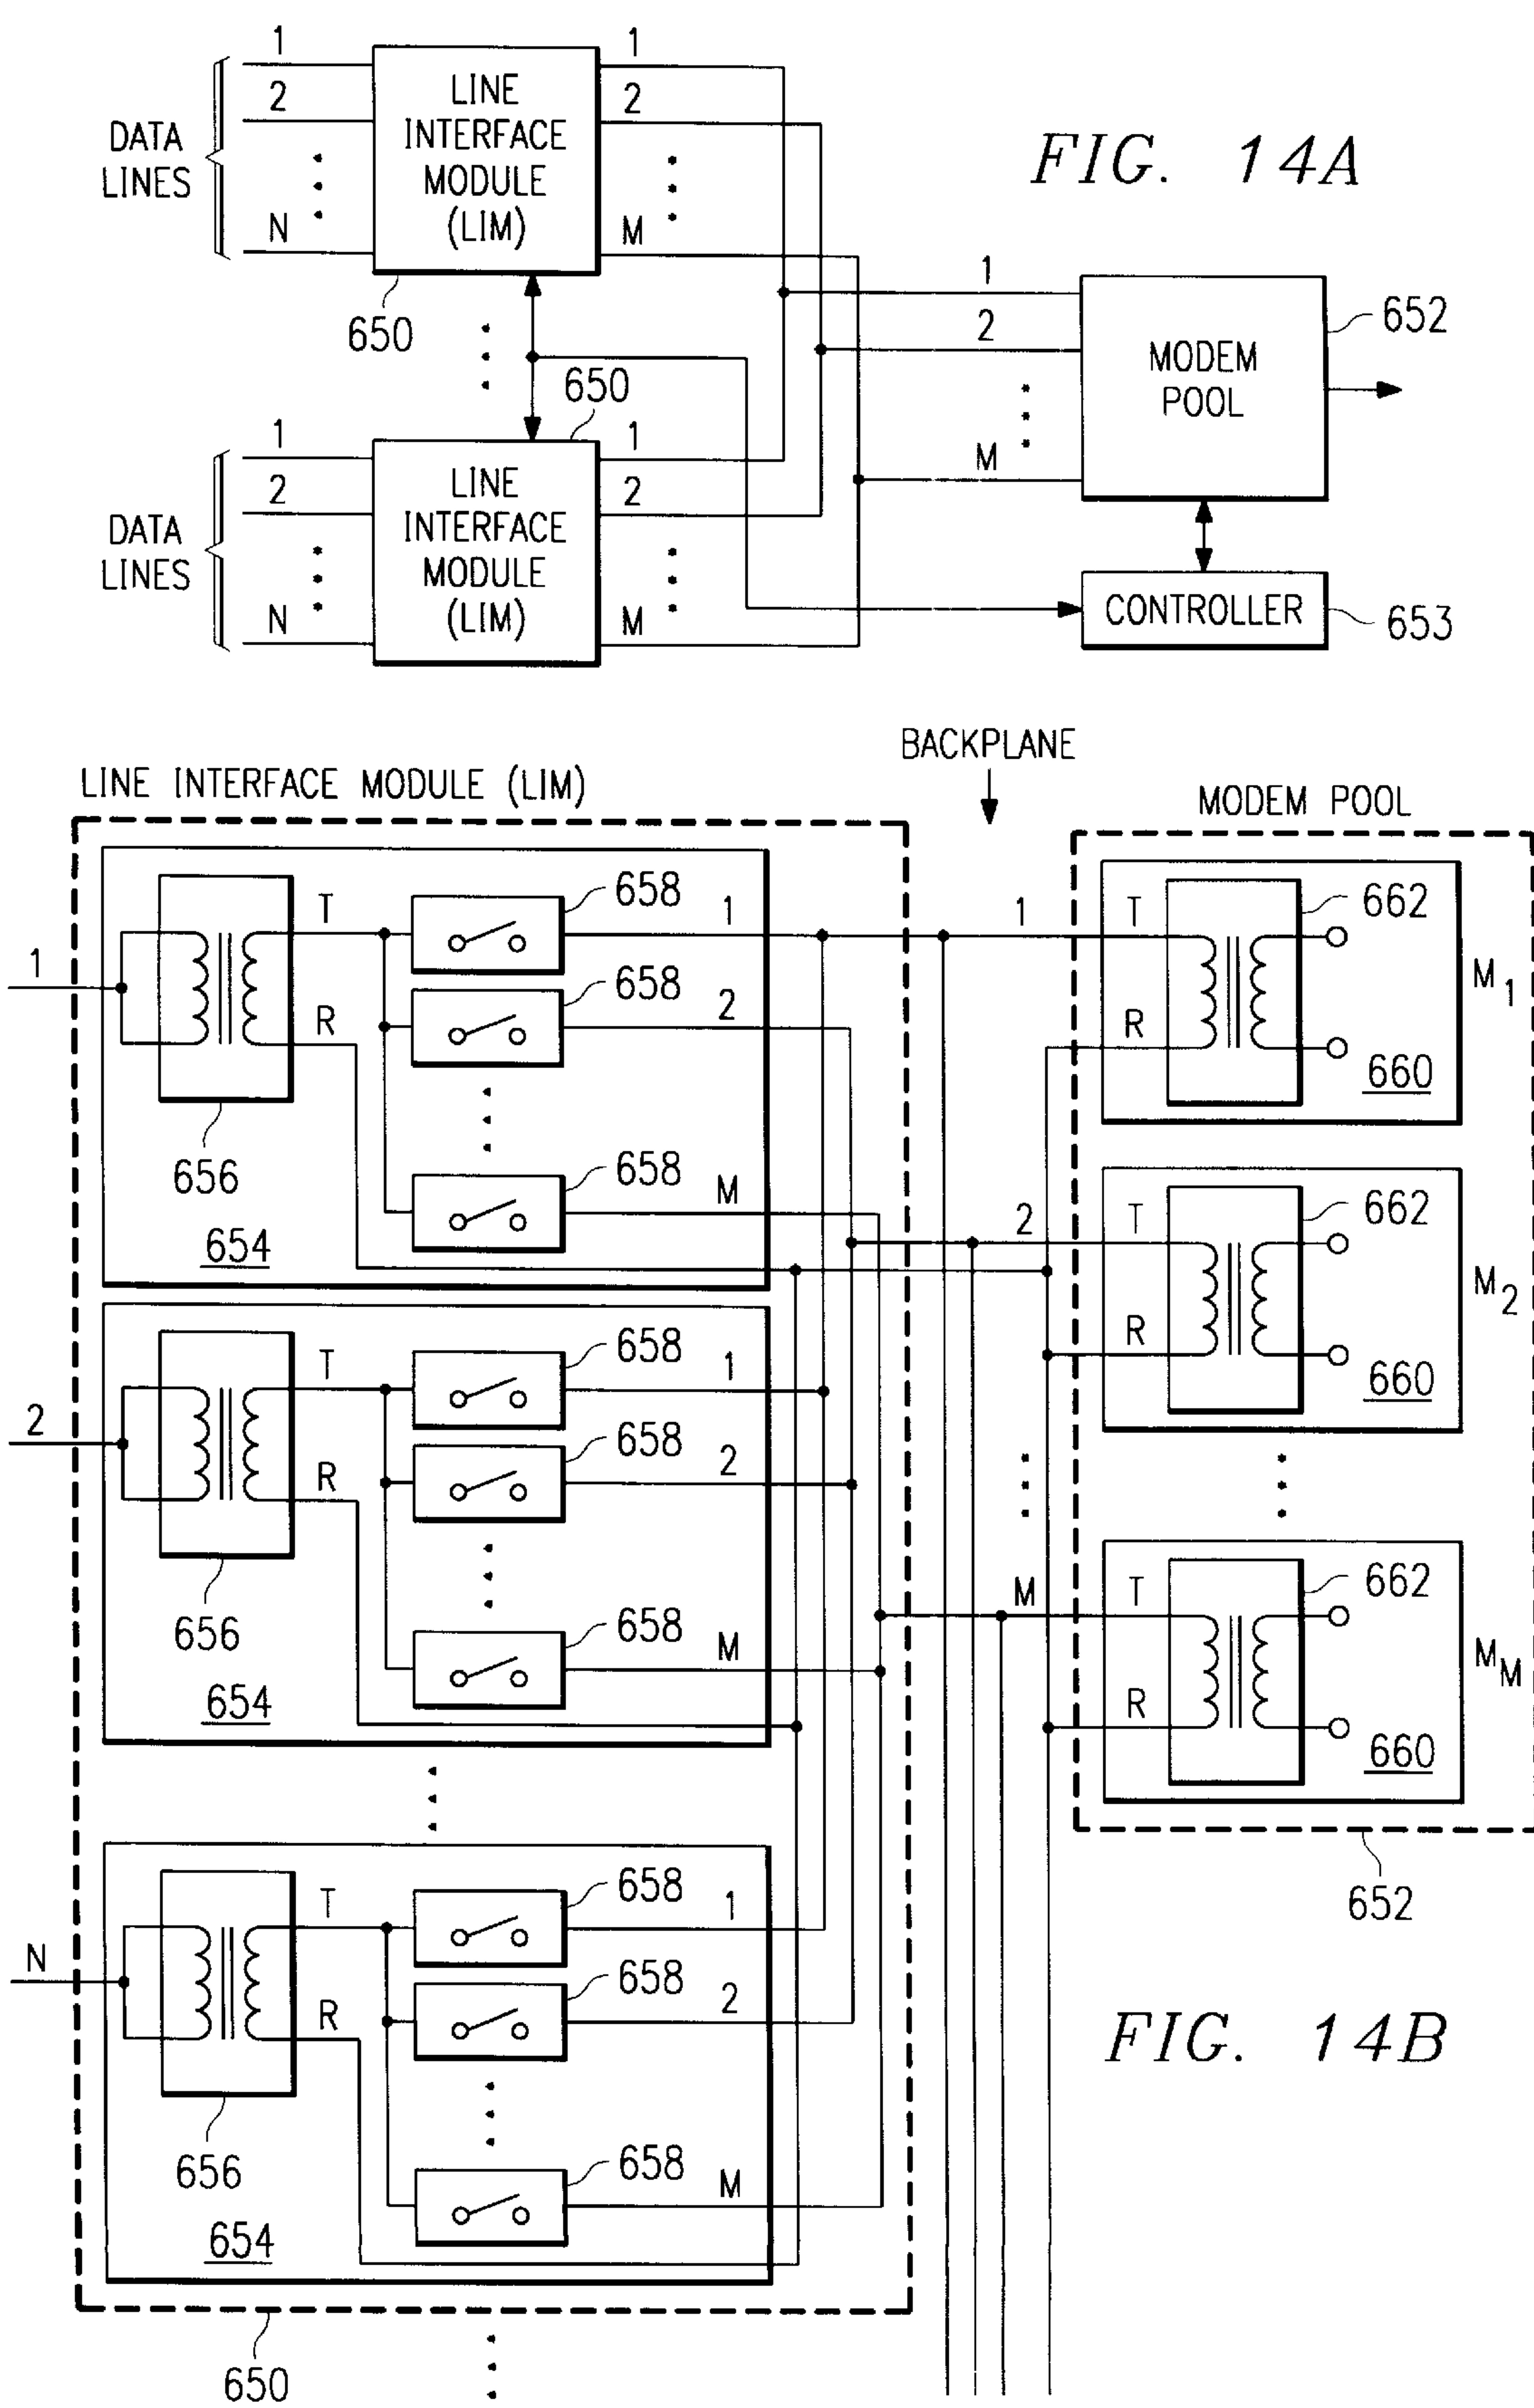 1
1
2
2
DATA
LINES
LINE
INTERFACE
MODULE
(LIM)
N
M
FIG. 14A
650
1
2
M
MODEM
POOL
652
650
1
1
2
2
DATA
LINES
LINE
INTERFACE
MODULE
(LIM)
N
M
CONTROLLER
653
BACKPLANE
LINE INTERFACE MODULE (LIM)
MODEM POOL
1
T
R
656
654
658
1
658
2
658
M
1
T
R
662
660
M1
2
T
R
656
654
658
1
658
2
658
M
2
T
R
662
660
M2
M
T
R
662
660
MM
652
N
T
R
656
654
658
1
658
2
658
M
650
FIG. 14B